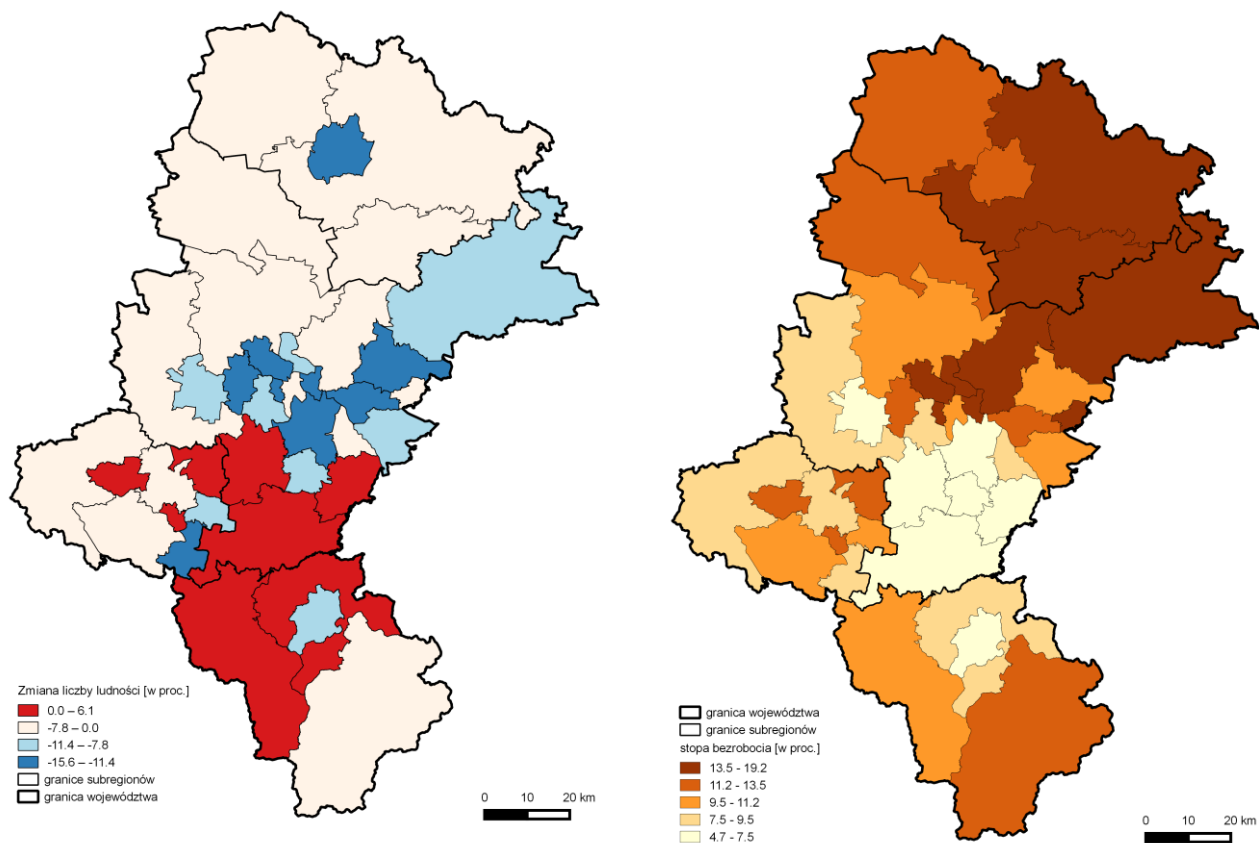 Zmiana liczby ludności [w proc.]
0.0 – 6.1
-7.8 – 0.0
-11.4 – -7.8
-15.6 – -11.4
granice subregionów
granica województwa
0 10 20 km
granica województwa
granice subregionów
stopa bezrobocia [w proc.]
13.5 - 19.2
11.2 - 13.5
9.5 - 11.2
7.5 - 9.5
4.7 - 7.5
0 10 20 km